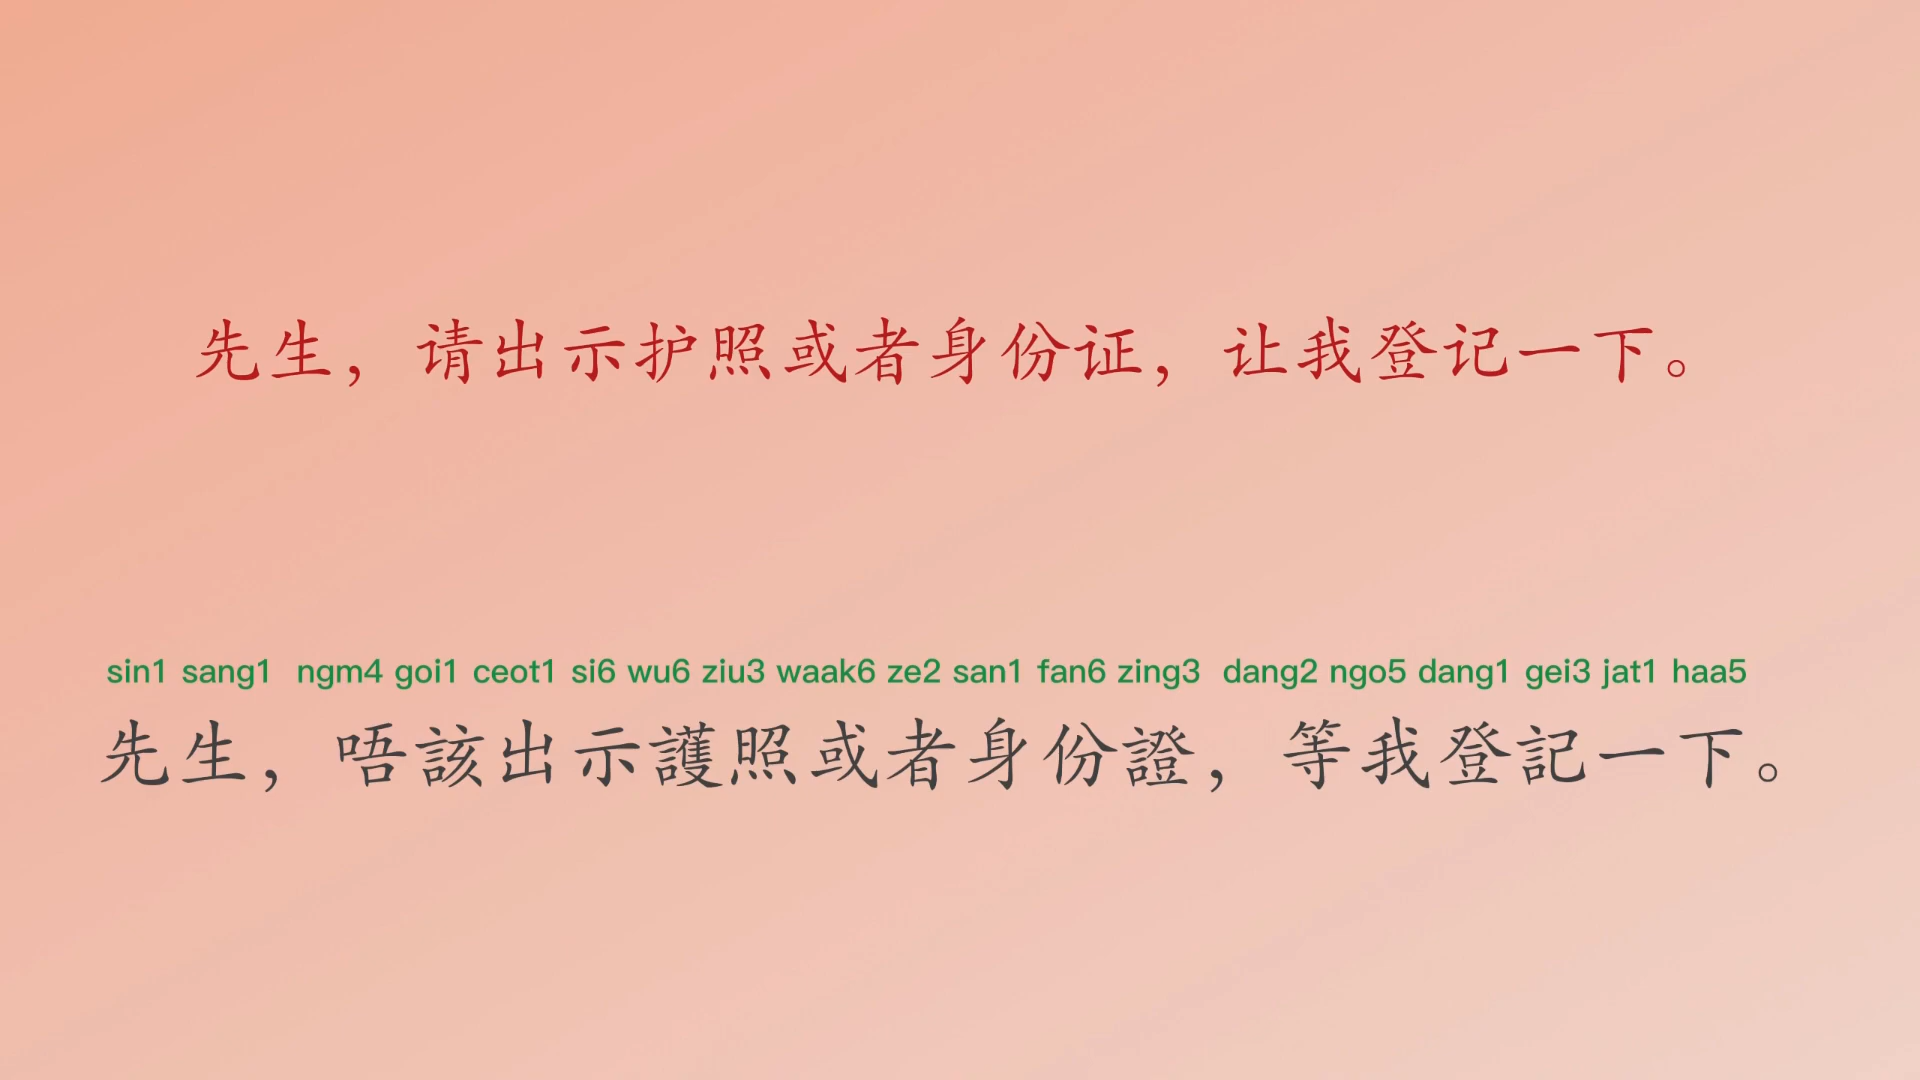 先生，请出示护照或者身份证，让我登记一下。
sin1 sang1 ngm4 goi1 ceot1 si6 wu6 ziu3 waak6 ze2 san1 fan6 zing3 dang2 ngo5 dang1 gei3 jat1 haa5
先生，唔該出示護照或者身份證，等我登記一下。